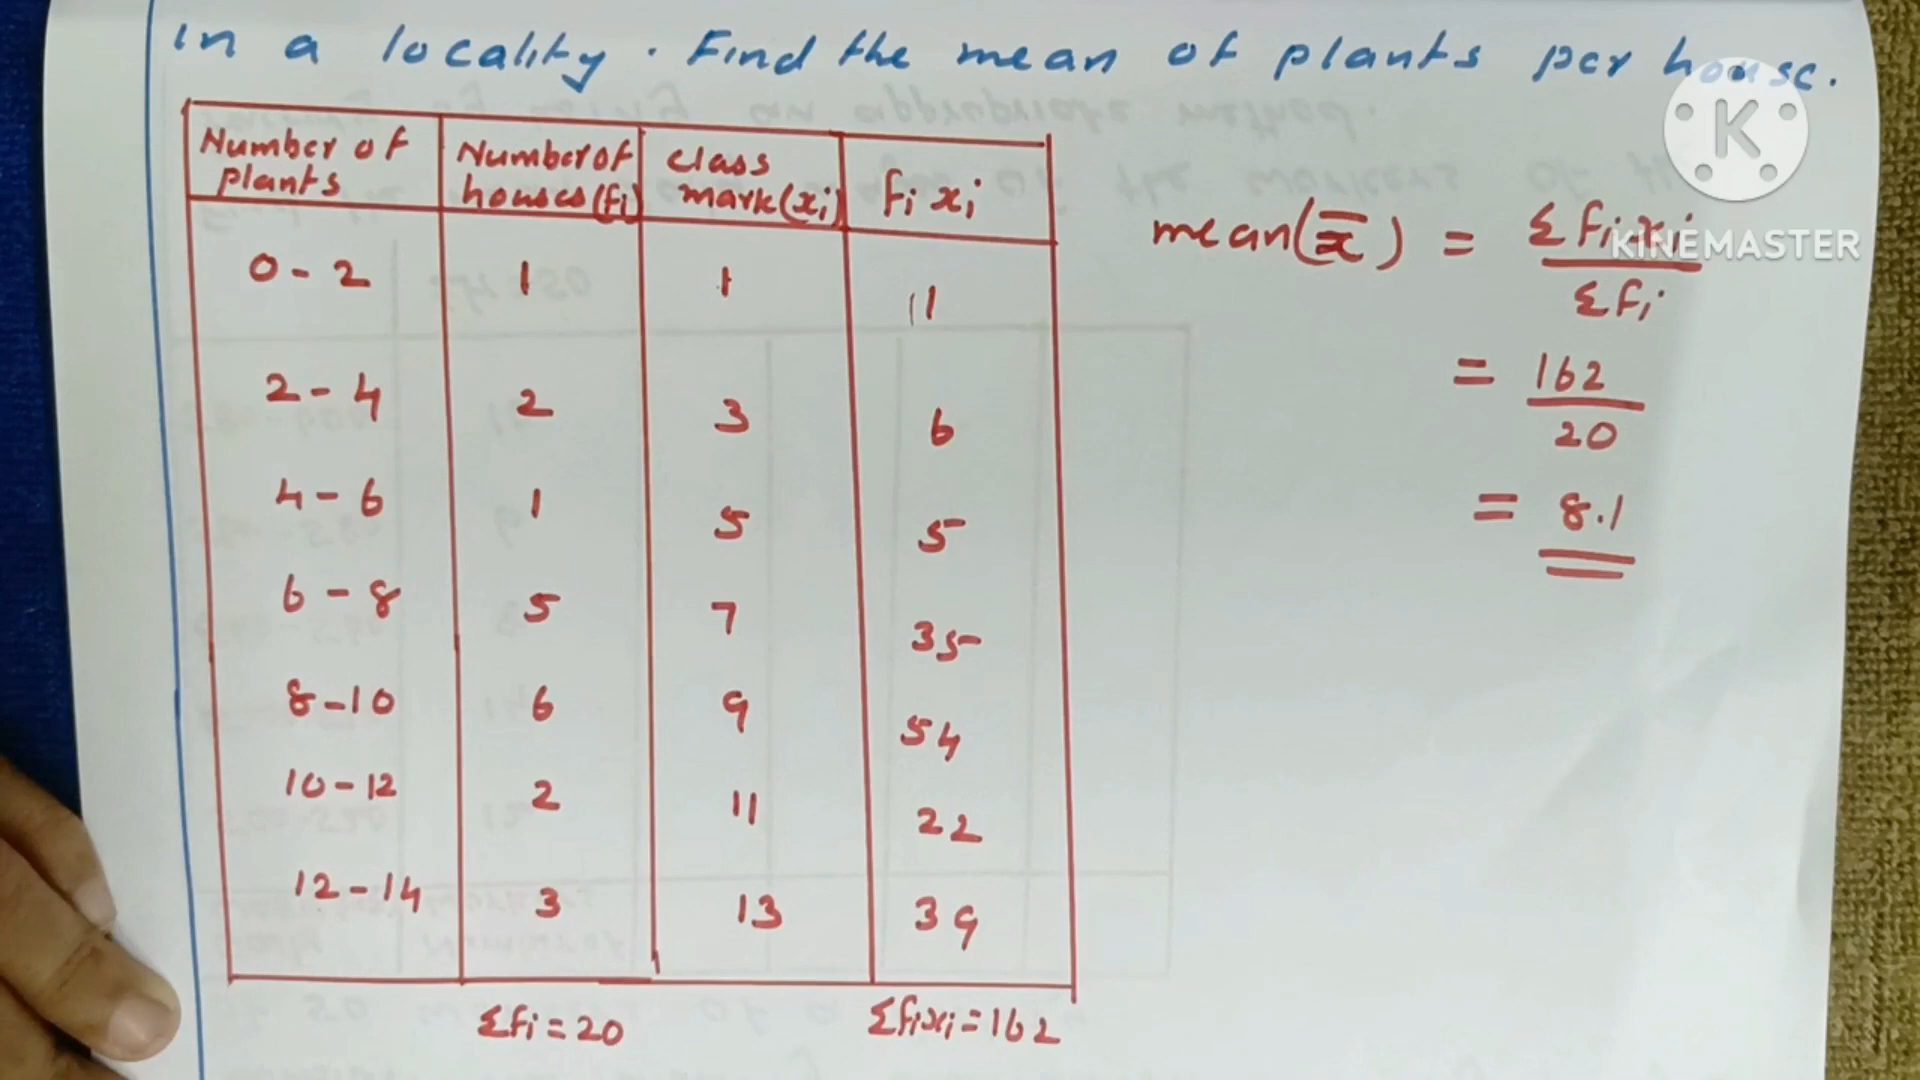 in a locality. Find the mean of plants per house.
Number of plants | Number of houses (fi) | class mark (xi) | fi xi
0 - 2 | 1 | 1 | 1
2 - 4 | 2 | 3 | 6
4 - 6 | 1 | 5 | 5
6 - 8 | 5 | 7 | 35
8 - 10 | 6 | 9 | 54
10 - 12 | 2 | 11 | 22
12 - 14 | 3 | 13 | 39
Σfi = 20 Σfixi = 162
mean(x̄) = Σfixi / Σfi
= 162 / 20
= 8.1
K
KINEMASTER